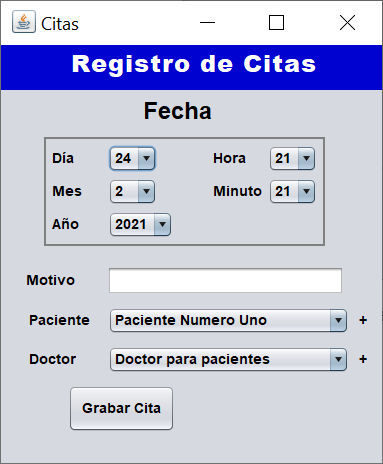 Citas
Registro de Citas
Fecha
Día 24 Hora 21
Mes 2 Minuto 21
Año 2021
Motivo
Paciente Paciente Numero Uno +
Doctor Doctor para pacientes +
Grabar Cita